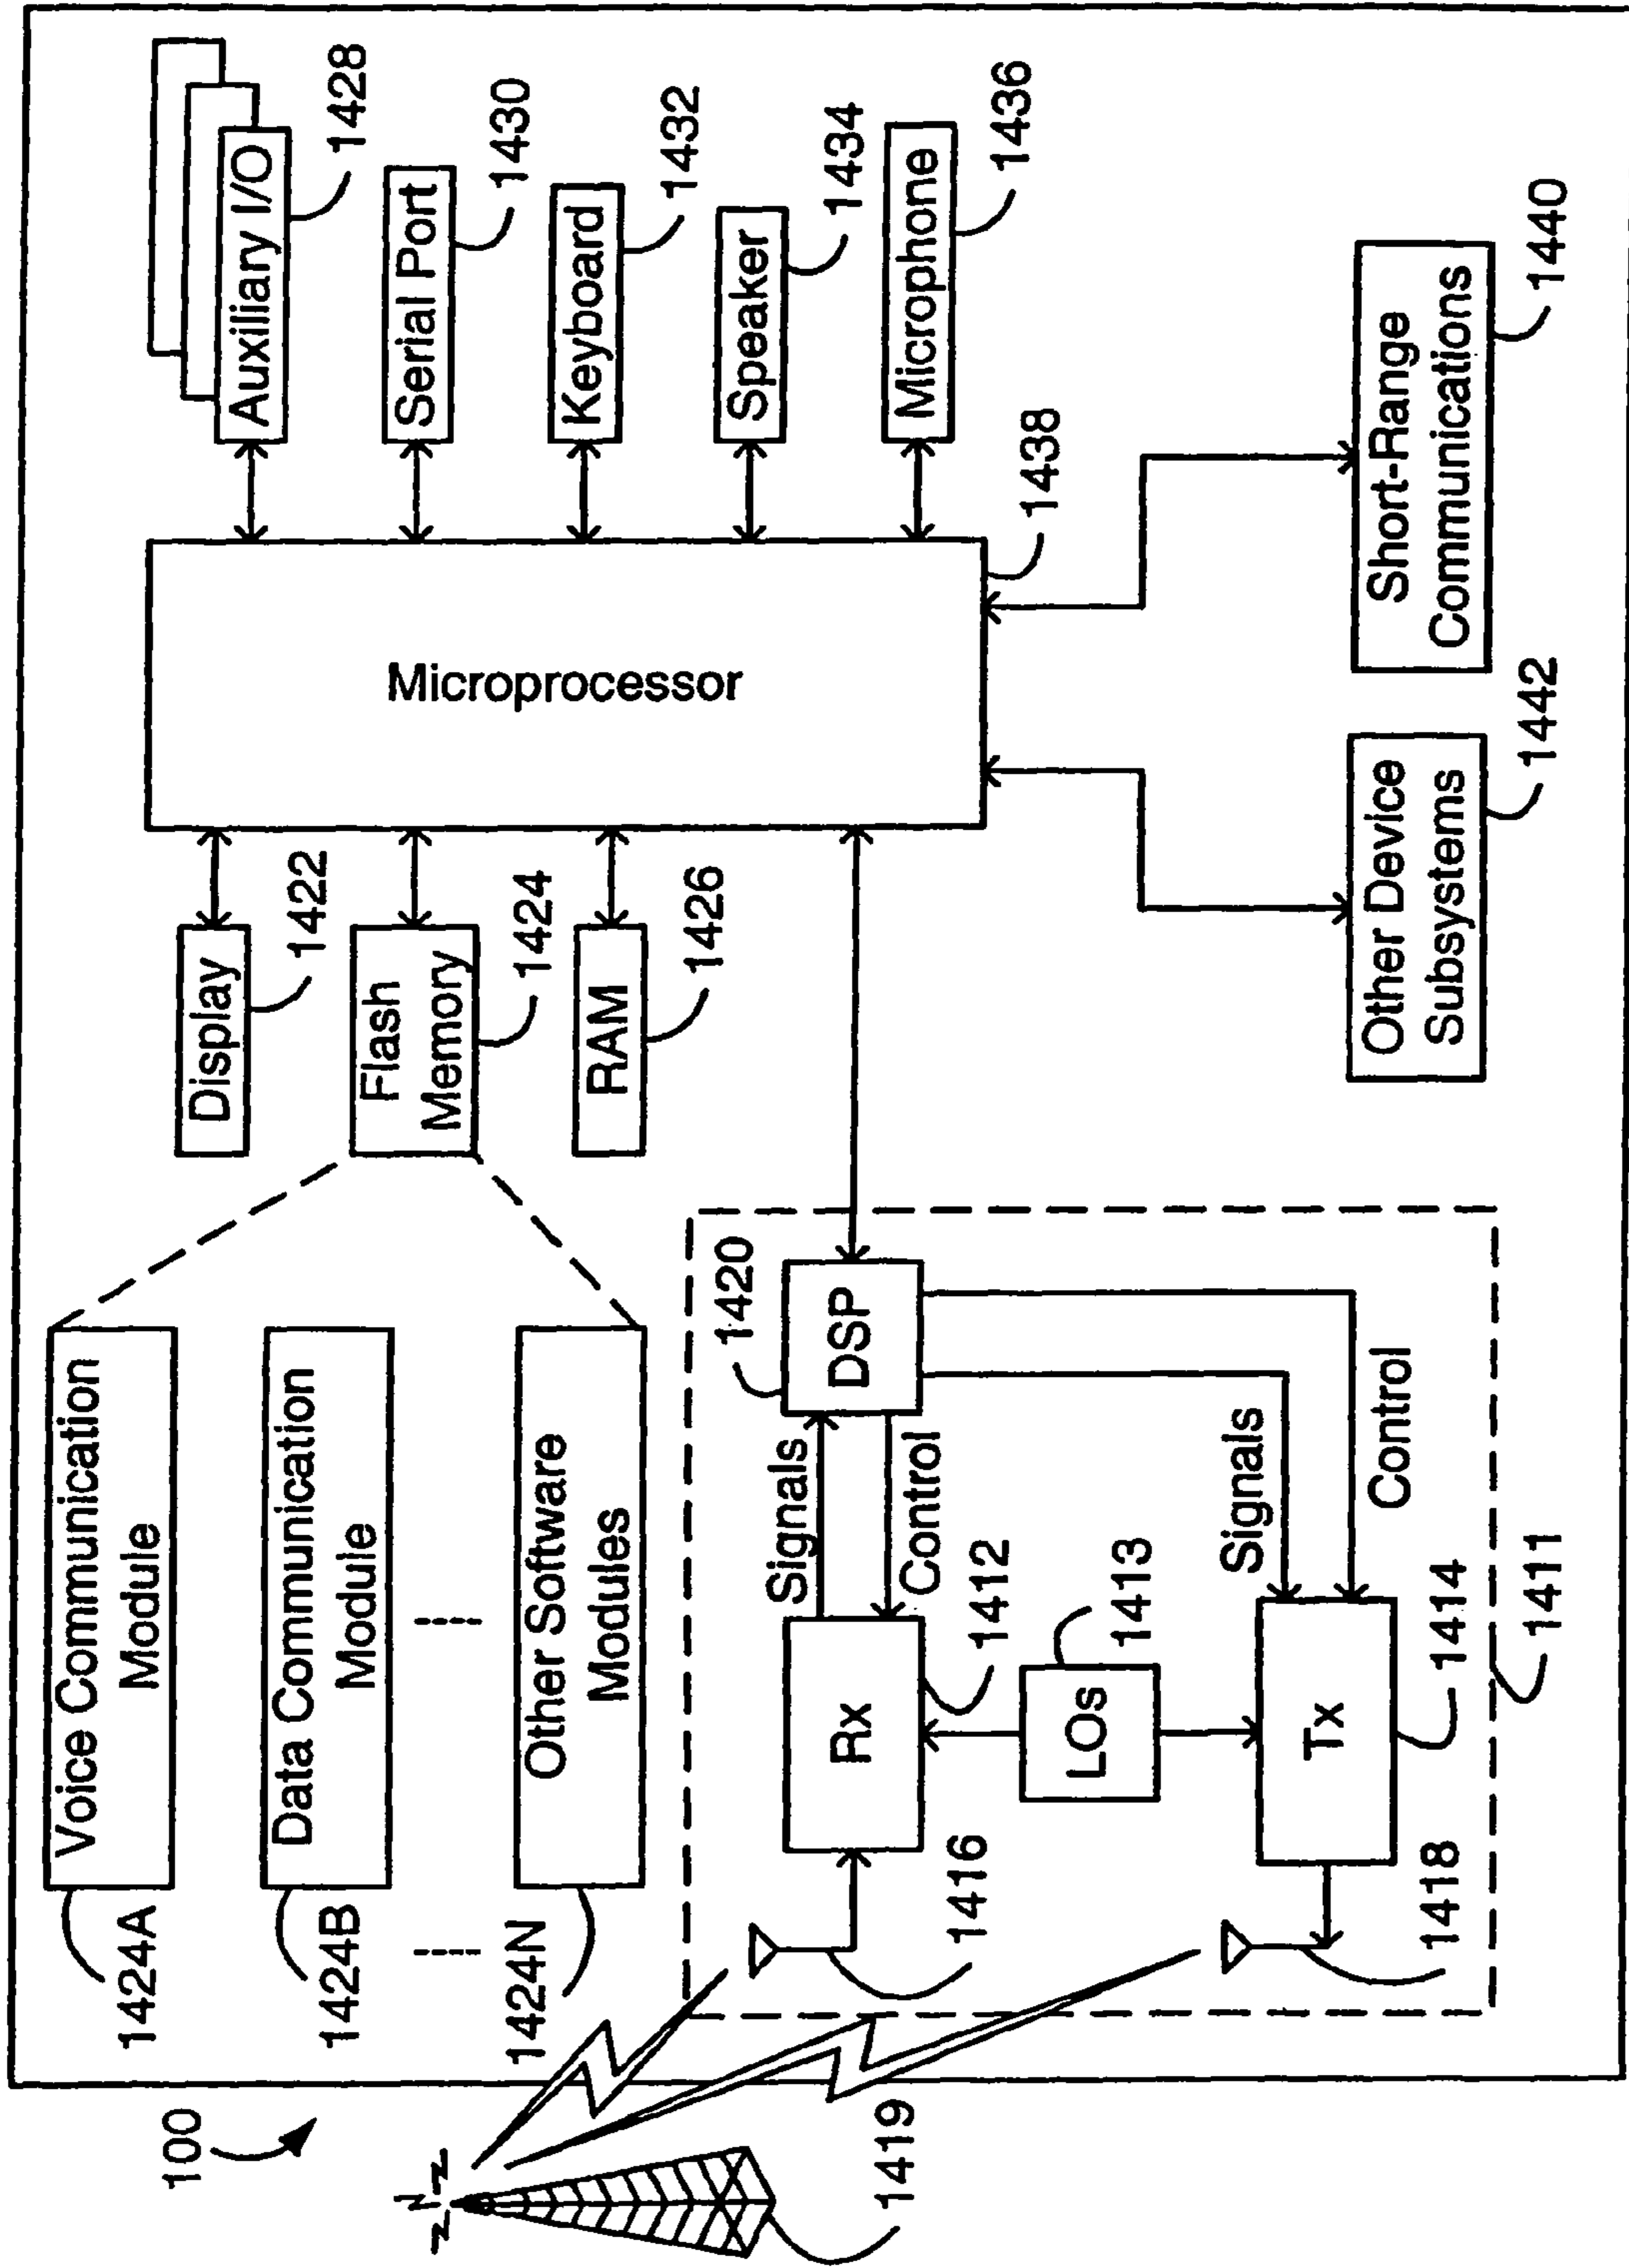 100
1419
Voice Communication
Module
1424A
Data Communication
Module
1424B
Other Software
Modules
1424N
Display
1422
Flash
Memory
1424
RAM
1426
Microprocessor
1438
Auxiliary I/O
1428
Serial Port
1430
Keyboard
1432
Speaker
1434
Microphone
1436
Short-Range
Communications
1440
Other Device
Subsystems
1442
DSP
1420
Signals
Control
Rx
1412
LOs
1413
Signals
Control
Tx
1414
1411
1416
1418